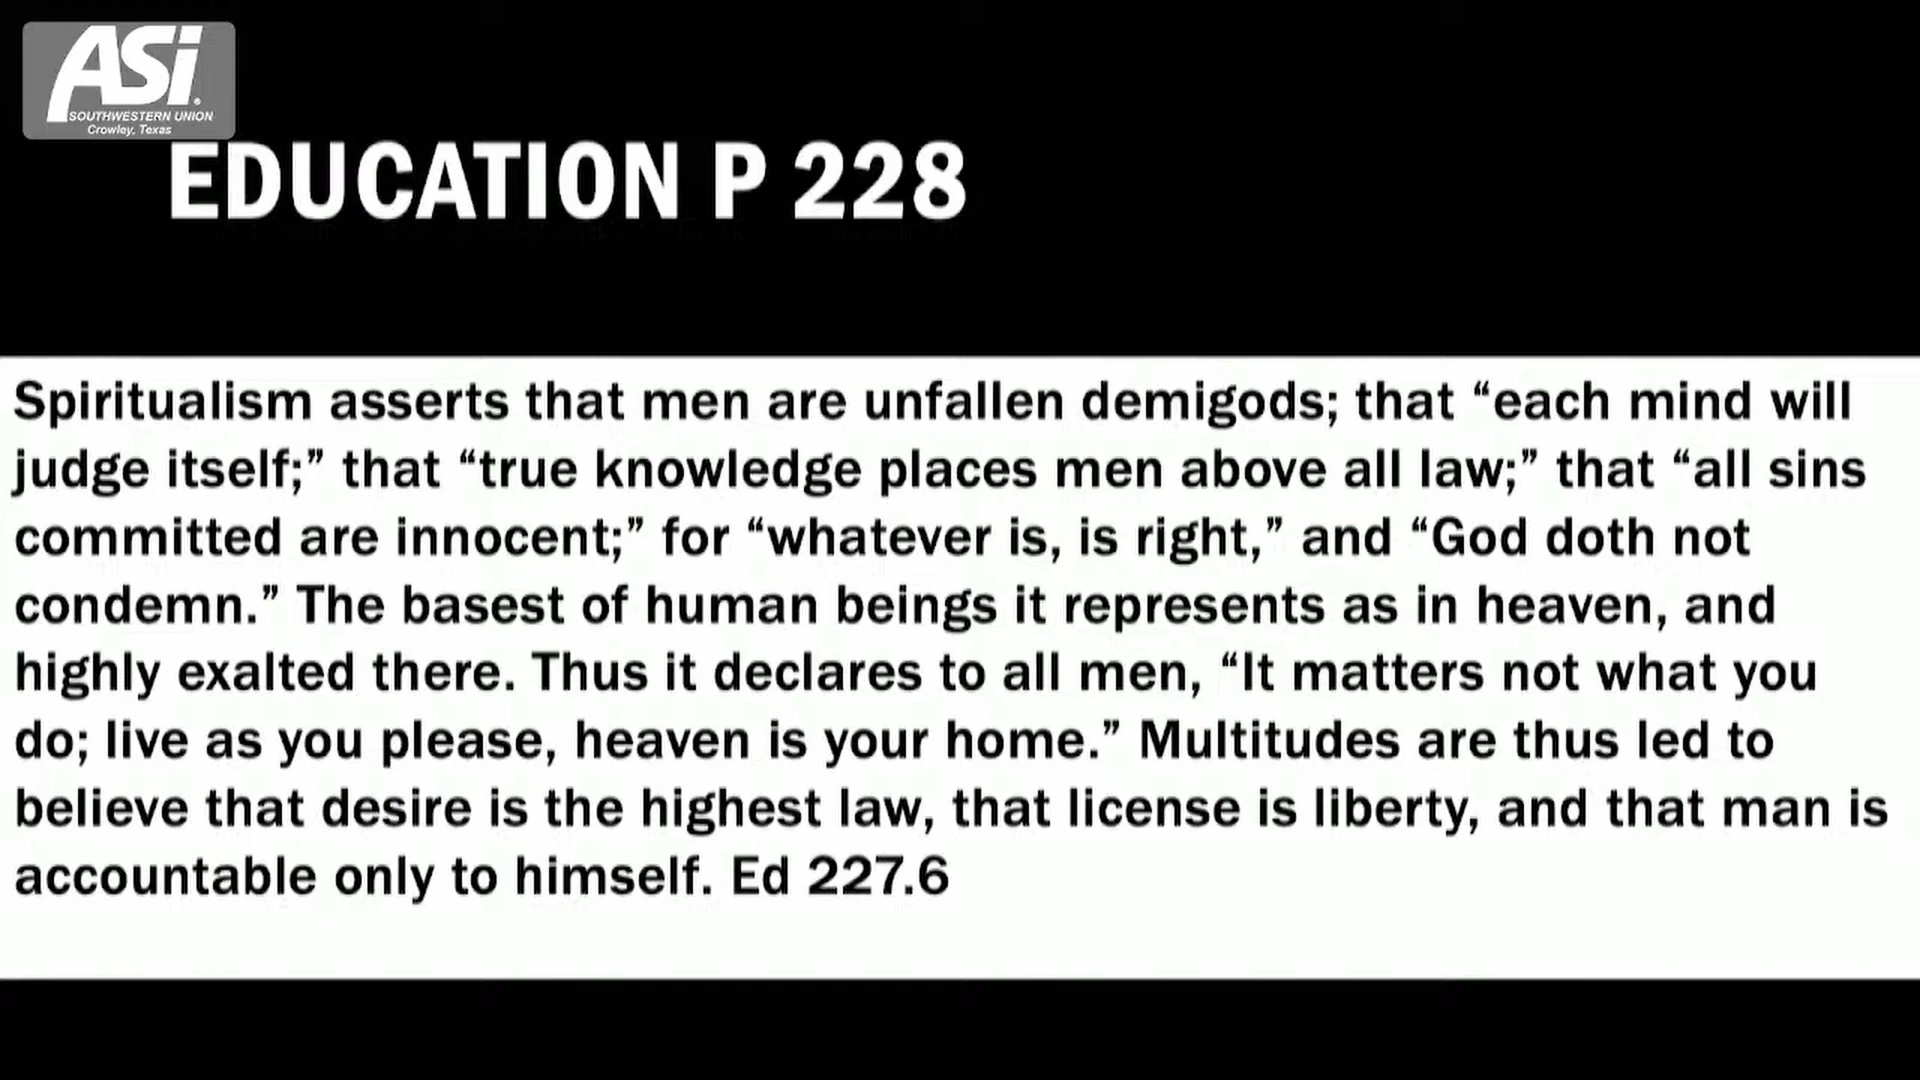 ASi.
SOUTHWESTERN UNION
Crowley, Texas
EDUCATION P 228
Spiritualism asserts that men are unfallen demigods; that “each mind will
judge itself;” that “true knowledge places men above all law;” that “all sins
committed are innocent;” for “whatever is, is right,” and “God doth not
condemn.” The basest of human beings it represents as in heaven, and
highly exalted there. Thus it declares to all men, “It matters not what you
do; live as you please, heaven is your home.” Multitudes are thus led to
believe that desire is the highest law, that license is liberty, and that man is
accountable only to himself. Ed 227.6